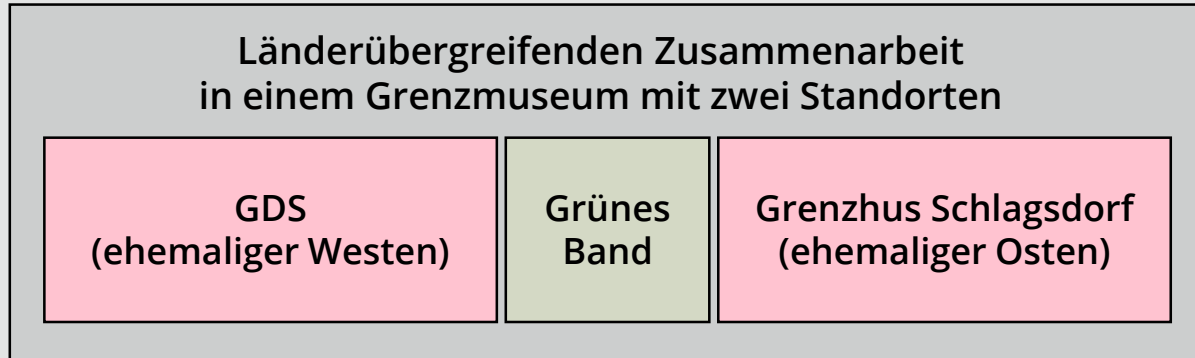 Länderübergreifenden Zusammenarbeit
in einem Grenzmuseum mit zwei Standorten
GDS
(ehemaliger Westen)
Grünes
Band
Grenzhus Schlagsdorf
(ehemaliger Osten)